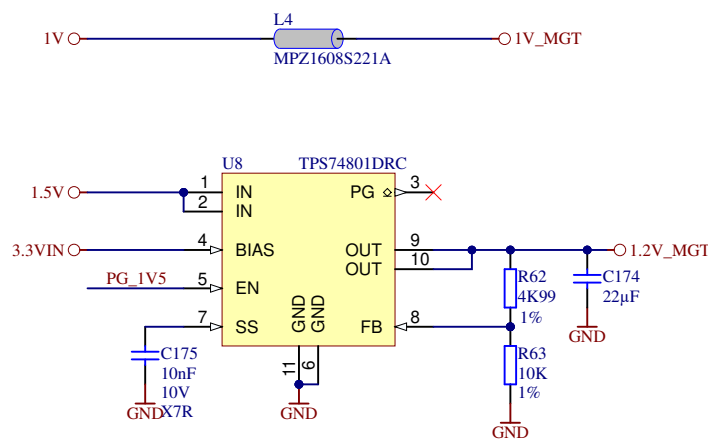 L4
1V
1V_MGT
MPZ1608S221A
U8 TPS74801DRC
1.5V
1 IN
2 IN
PG 3
3.3VIN
4 BIAS
OUT 9
OUT 10
1.2V_MGT
PG_1V5
5 EN
R62
4K99
1%
C174
22µF
GND
7 SS
GND
GND
FB 8
11
6
C175
10nF
10V
X7R
GND
GND
R63
10K
1%
GND